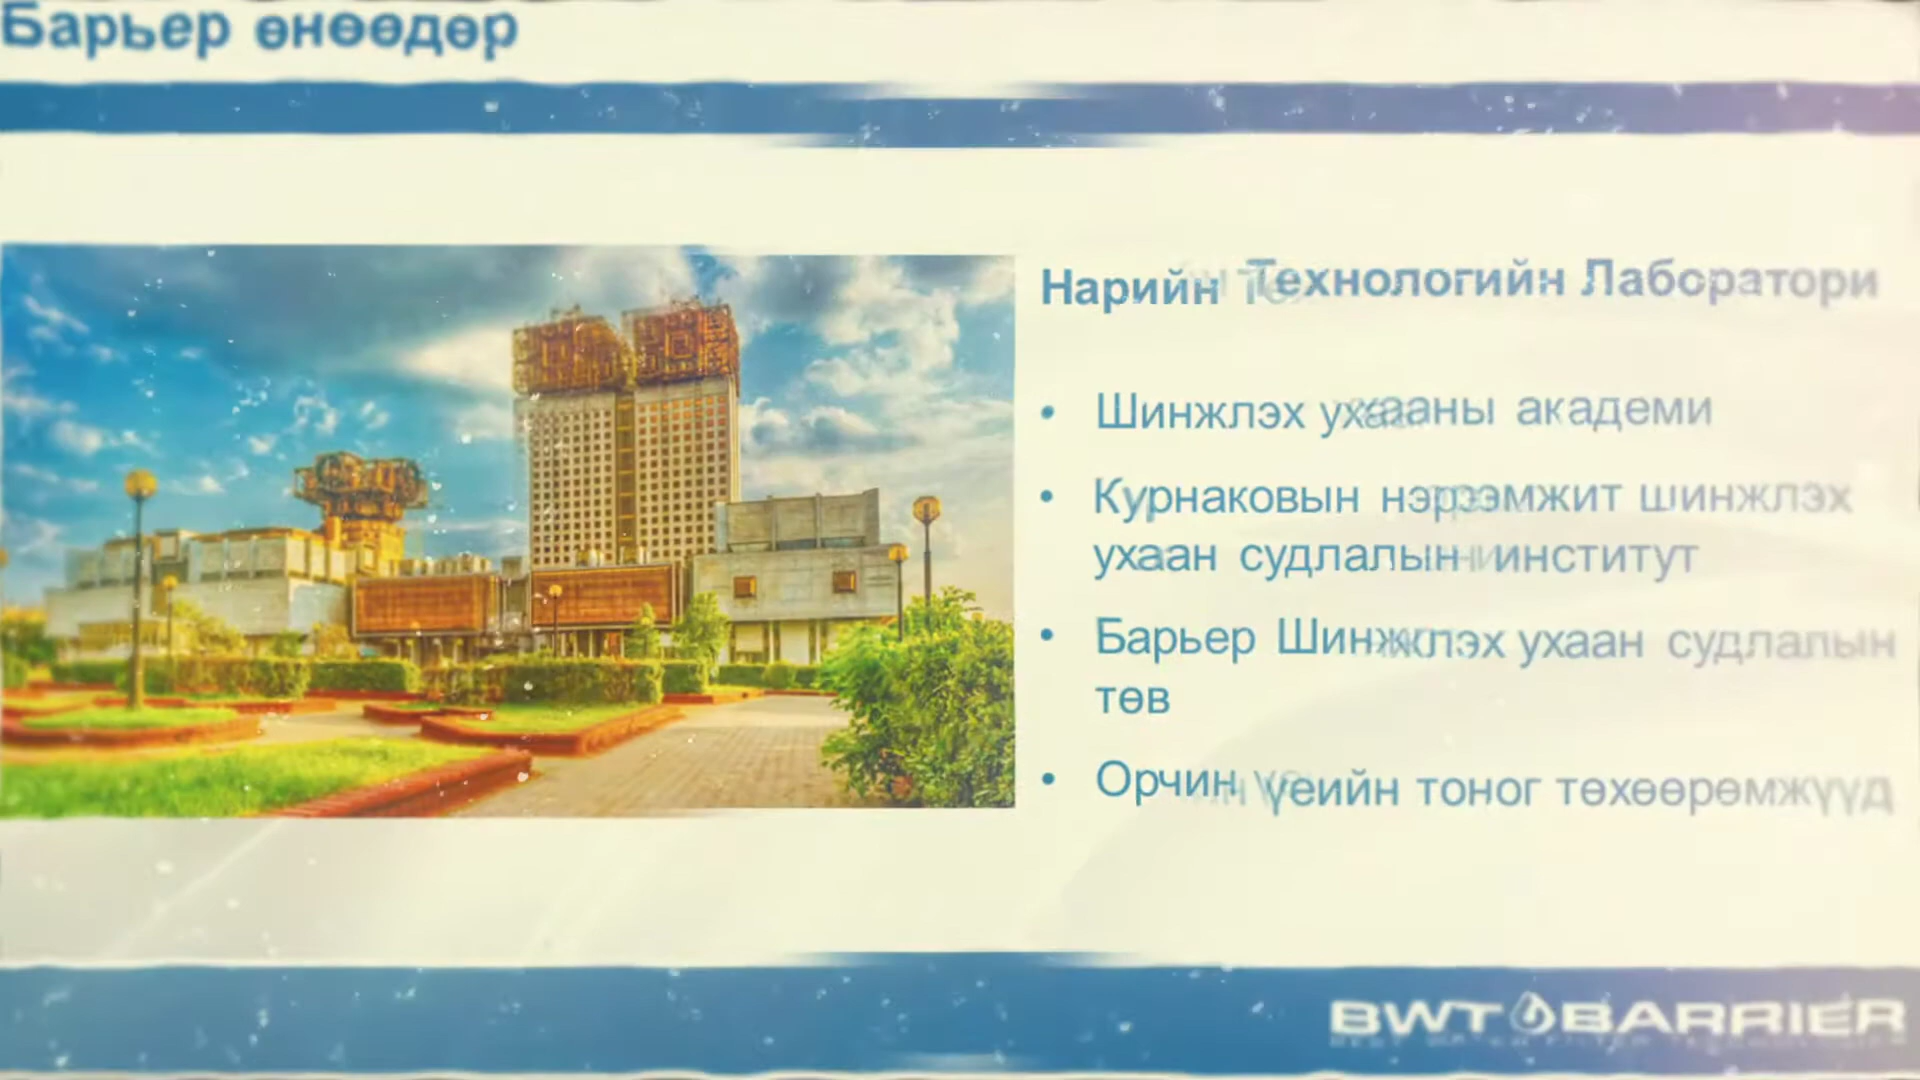 Барьер өнөөдөр
Нарийн Технологийн Лаборатори
• Шинжлэх ухааны академи
• Курнаковын нэрэмжит шинжлэх
ухаан судлалын институт
• Барьер Шинжлэх ухаан судлалын
төв
• Орчин үеийн тоног төхөөрөмжүүд
BWT BARRIER